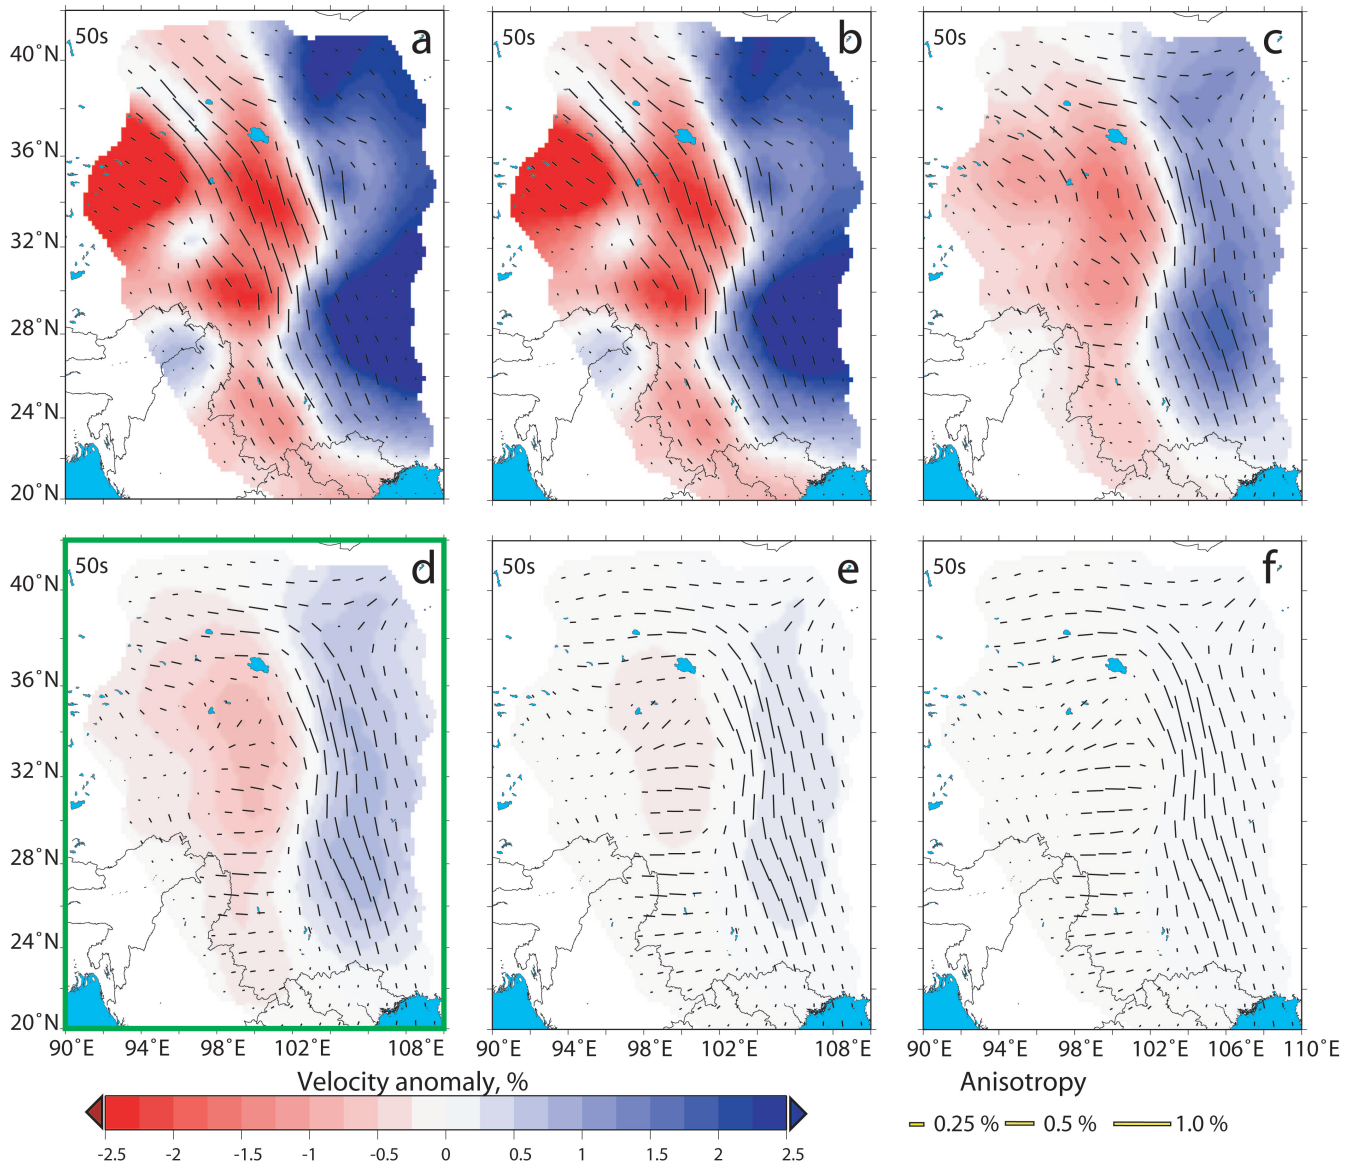 50s a
50s b
50s c
40°N
36°N
32°N
28°N
24°N
20°N
50s d
50s e
50s f
40°N
36°N
32°N
28°N
24°N
20°N
90°E 94°E 98°E 102°E 108°E 90°E 94°E 98°E 102°E 108°E 90°E 94°E 98°E 102°E 106°E 110°E
Velocity anomaly, % Anisotropy
0.25 % 0.5 % 1.0 %
-2.5 -2 -1.5 -1 -0.5 0 0.5 1 1.5 2 2.5